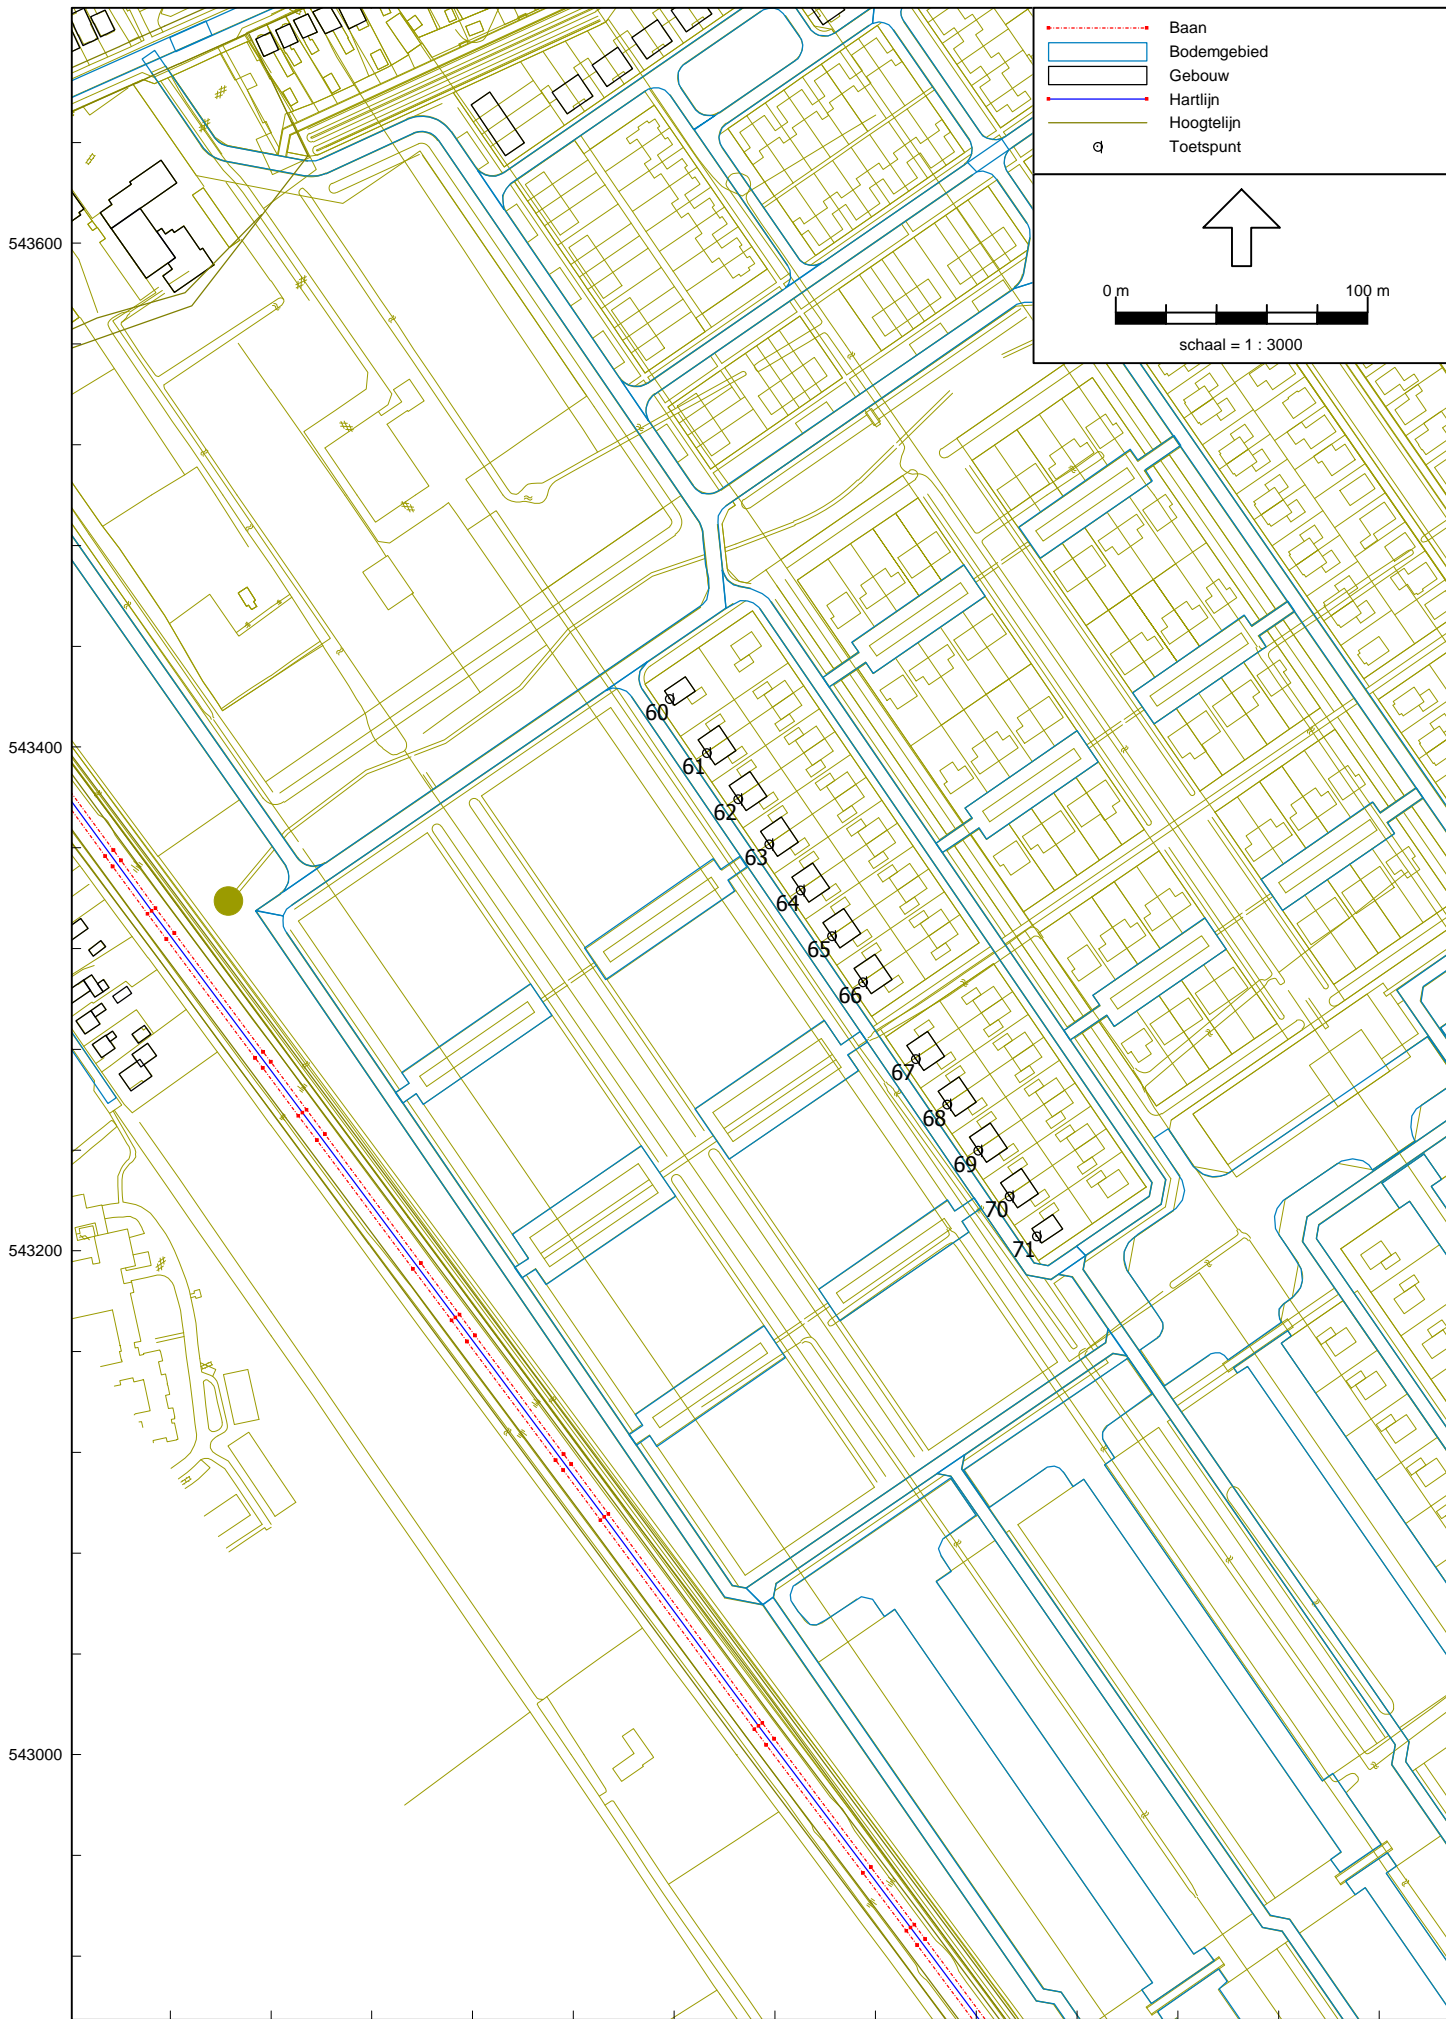 Baan
Bodemgebied
Gebouw
Hartlijn
Hoogtelijn
Toetspunt
0 m 100 m
schaal = 1 : 3000
543600
543400
543200
543000
60
61
62
63
64
65
66
67
68
69
70
71